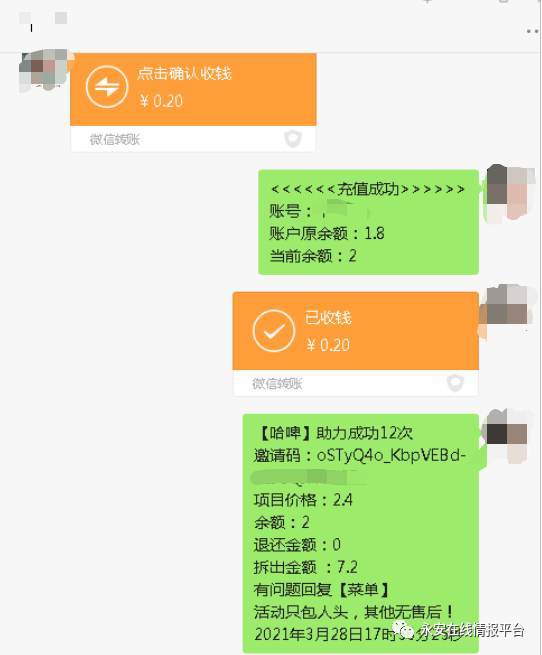 点击确认收钱
￥0.20
微信转账
<<<<<<充值成功>>>>>>
账号：
账户原余额：1.8
当前余额：2
已收钱
￥0.20
微信转账
【哈啤】助力成功12次
邀请码：oSTyQ4o_KbpVEBd-
项目价格：2.4
余额：2
退还金额：0
拆出金额 ：7.2
有问题回复【菜单】
活动只包人头，其他无售后！
2021年3月28日17时
永安在线情报平台